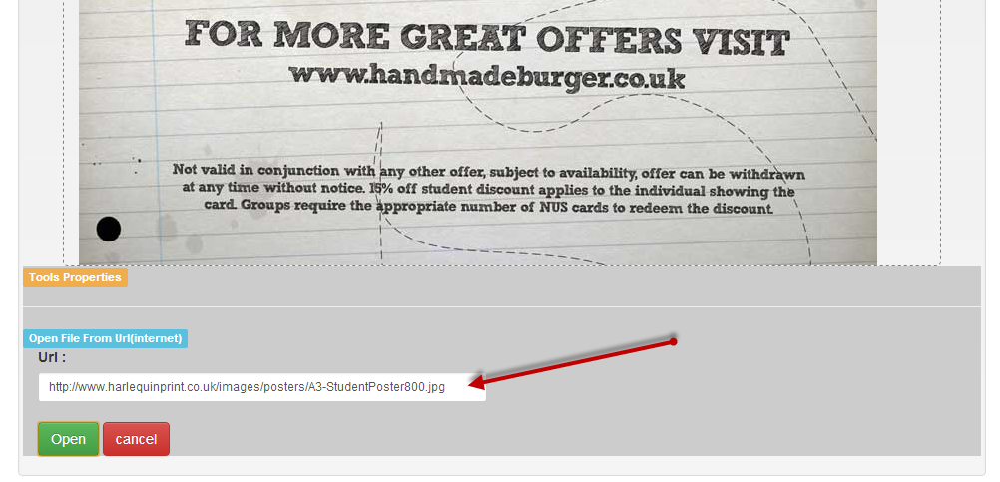 FOR MORE GREAT OFFERS VISIT
www.handmadeburger.co.uk
Not valid in conjunction with any other offer, subject to availability, offer can be withdrawn
at any time without notice. 15% off student discount applies to the individual showing the
card. Groups require the appropriate number of NUS cards to redeem the discount.
Tools Properties
Open File From Url(internet)
Url :
http://www.harlequinprint.co.uk/images/posters/A3-StudentPoster800.jpg
Open cancel